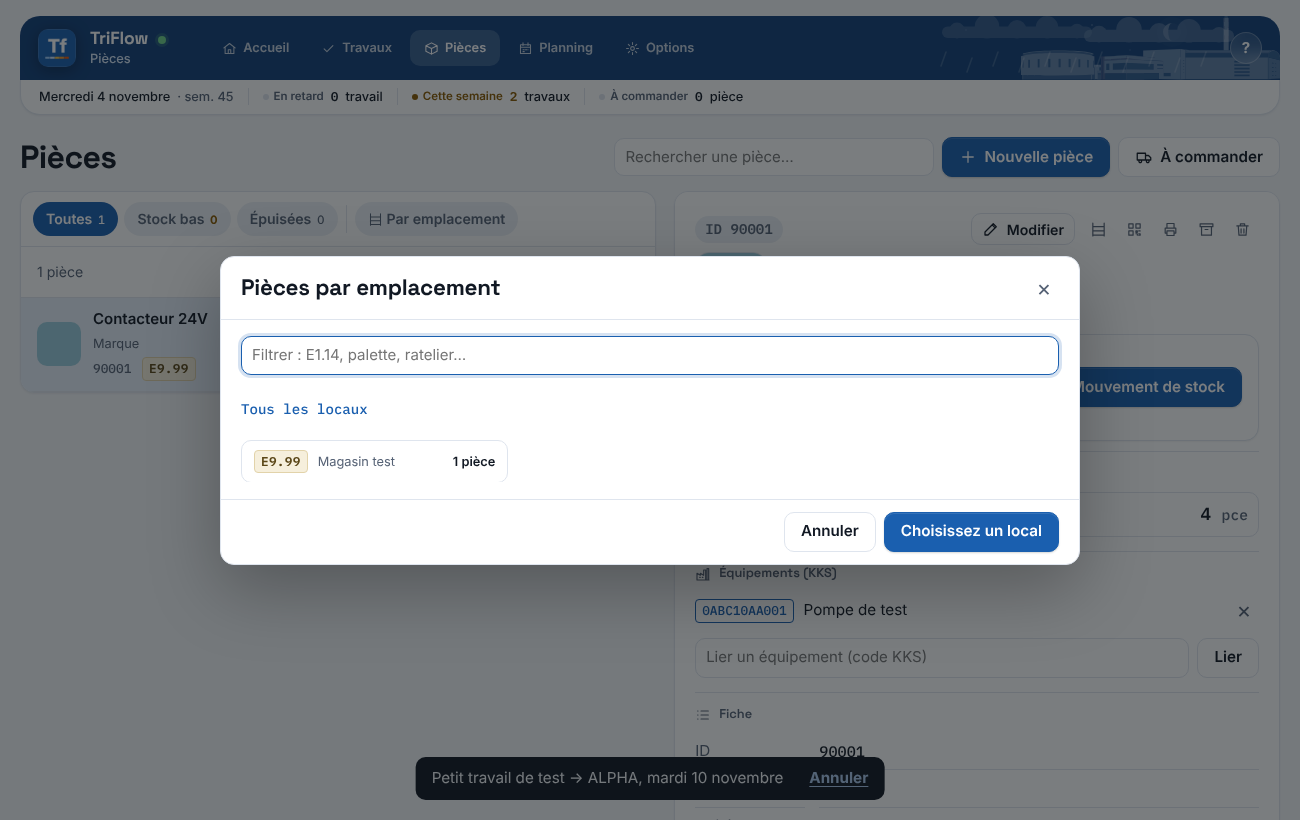 Tf
TriFlow
Pièces
Accueil
Travaux
Pièces
Planning
Options
?
Mercredi 4 novembre · sem. 45
En retard 0 travail
Cette semaine 2 travaux
À commander 0 pièce
Pièces
Rechercher une pièce...
Nouvelle pièce
À commander
Toutes 1
Stock bas 0
Épuisées 0
Par emplacement
ID 90001
Modifier
1 pièce
Contacteur 24V
Marque
90001 E9.99
Pièces par emplacement
Filtrer : E1.14, palette, ratelier...
Tous les locaux
E9.99 Magasin test 1 pièce
Annuler
Choisissez un local
Mouvement de stock
4 pce
Équipements (KKS)
0ABC10AA001 Pompe de test
Lier un équipement (code KKS)
Lier
Fiche
ID 90001
Petit travail de test → ALPHA, mardi 10 novembre Annuler